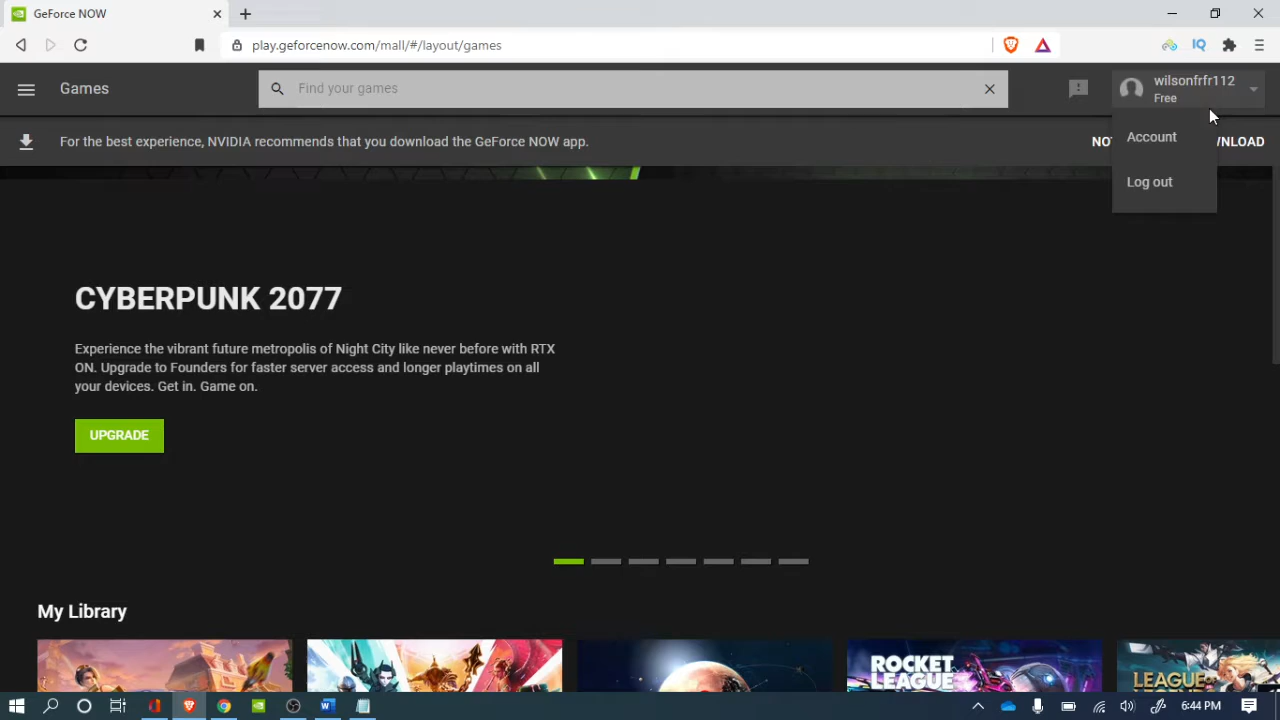 GeForce NOW
play.geforcenow.com/mall/#/layout/games
IQ
Games
Find your games
wilsonfrfr112
Free
For the best experience, NVIDIA recommends that you download the GeForce NOW app.
Account
Log out
CYBERPUNK 2077
Experience the vibrant future metropolis of Night City like never before with RTX
ON. Upgrade to Founders for faster server access and longer playtimes on all
your devices. Get in. Game on.
UPGRADE
My Library
ROCKET
LEAGUE
LEAGUE
6:44 PM